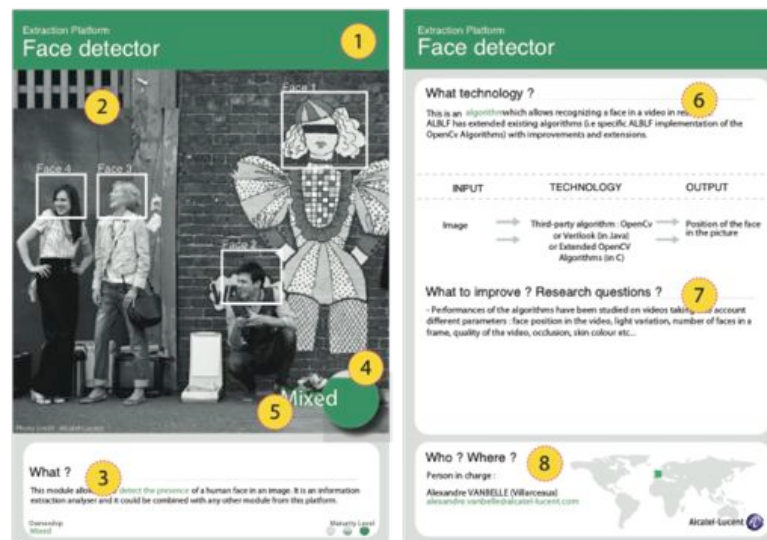 Extraction Platform
Face detector
1
2
Face 1
Face 4
Face 3
Face 2
4
Mixed
5
Photo credit : Alcatel-Lucent
What ?
3
This module allows detect the presence of a human face in an image. It is an information
extraction analyser and it could be combined with any other module from this platform.
Ownership
Mixed
Maturity Level
Extraction Platform
Face detector
What technology ?
6
This is an algorithm which allows recognizing a face in a video in
ALBLF has extended existing algorithms (i.e specific ALBLF implementation of the
OpenCv Algorithms) with improvements and extensions.
INPUT TECHNOLOGY OUTPUT
Image
Third-party algorithm : OpenCv
or Verilook (in Java)
or Extended OpenCV
Algorithms (in C)
Position of the face
in the picture
What to improve ? Research questions ?
7
- Performances of the algorithms have been studied on videos taking account
different parameters : face position in the video, light variation, number of faces in a
frame, quality of the video, occlusion, skin colour etc...
Who ? Where ?
8
Person in charge :
Alexandre VANBELLE (Villarceaux)
alexandre.vanbelle@alcatel-lucent.com
Alcatel-Lucent